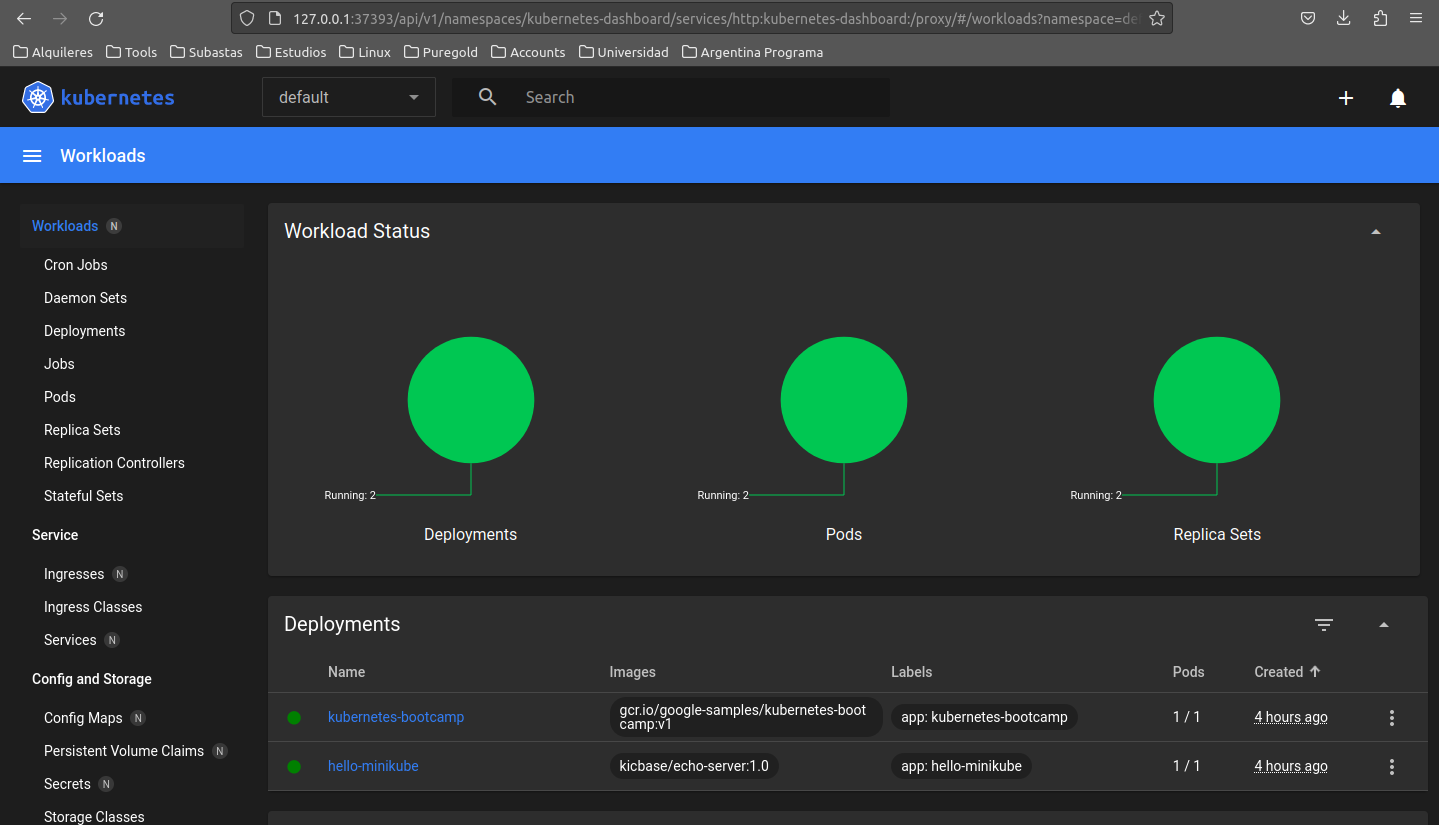 127.0.0.1:37393/api/v1/namespaces/kubernetes-dashboard/services/http:kubernetes-dashboard:/proxy/#/workloads?namespace=de
Alquileres Tools Subastas Estudios Linux Puregold Accounts Universidad Argentina Programa
kubernetes default Search
Workloads
Workloads N
Cron Jobs
Daemon Sets
Deployments
Jobs
Pods
Replica Sets
Replication Controllers
Stateful Sets
Service
Ingresses N
Ingress Classes
Services N
Config and Storage
Config Maps N
Persistent Volume Claims N
Secrets N
Storage Classes
Workload Status
Running: 2 Running: 2 Running: 2
Deployments Pods Replica Sets
Deployments
Name Images Labels Pods Created
kubernetes-bootcamp gcr.io/google-samples/kubernetes-boot
camp:v1 app: kubernetes-bootcamp 1 / 1 4 hours ago
hello-minikube kicbase/echo-server:1.0 app: hello-minikube 1 / 1 4 hours ago